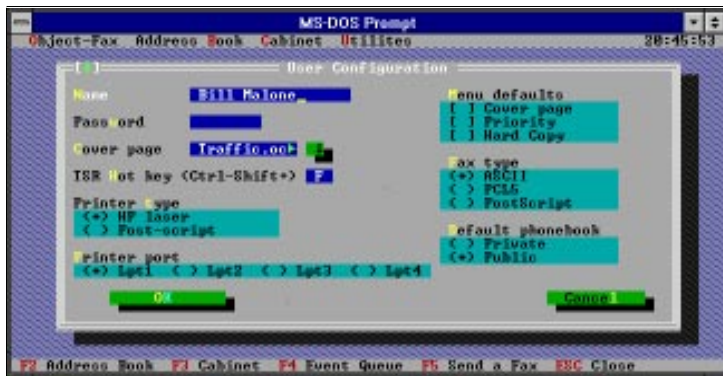 MS-DOS Prompt
Object-Fax Address Book Cabinet Utilites 20:45:53
User Configuration
Name Bill Malone_
Password
Cover page Traffic.oc
TSR Hot key (Ctrl-Shift+) F
Printer type
(•) HP laser
( ) Post-script
Printer port
(•) Lpt1 ( ) Lpt2 ( ) Lpt3 ( ) Lpt4
Menu defaults
[ ] Cover page
[ ] Priority
[ ] Hard Copy
Fax type
(•) ASCII
( ) PCL5
( ) PostScript
Default phonebook
( ) Private
(•) Public
OK Cancel
F2 Address Book F3 Cabinet F4 Event Queue F5 Send a Fax ESC Close